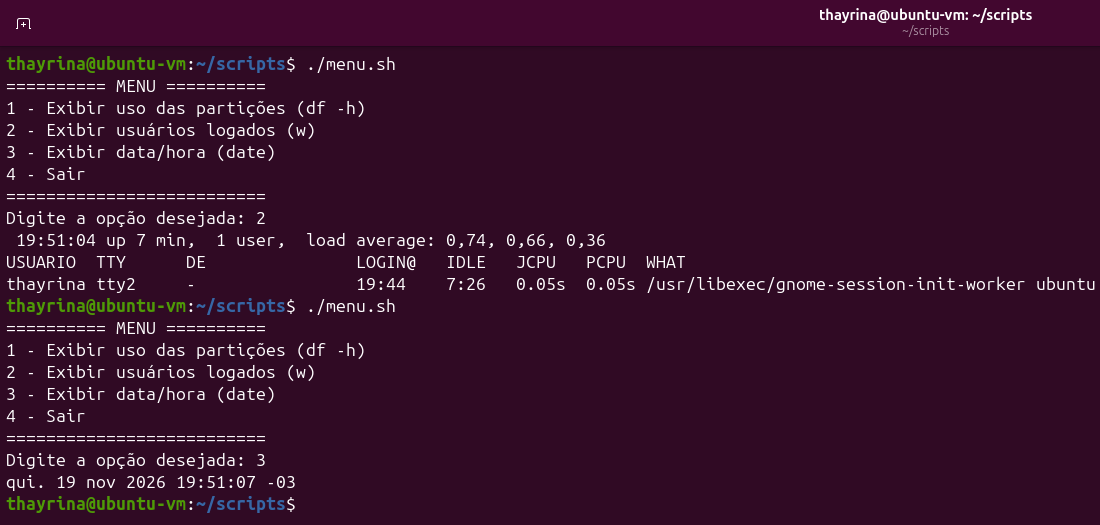 thayrina@ubuntu-vm: ~/scripts
~/scripts
thayrina@ubuntu-vm:~/scripts$ ./menu.sh
========== MENU ==========
1 - Exibir uso das partições (df -h)
2 - Exibir usuários logados (w)
3 - Exibir data/hora (date)
4 - Sair
==========================
Digite a opção desejada: 2
 19:51:04 up 7 min,  1 user,  load average: 0,74, 0,66, 0,36
USUARIO  TTY      DE               LOGIN@   IDLE   JCPU   PCPU  WHAT
thayrina tty2     -                19:44    7:26   0.05s  0.05s /usr/libexec/gnome-session-init-worker ubuntu
thayrina@ubuntu-vm:~/scripts$ ./menu.sh
========== MENU ==========
1 - Exibir uso das partições (df -h)
2 - Exibir usuários logados (w)
3 - Exibir data/hora (date)
4 - Sair
==========================
Digite a opção desejada: 3
qui. 19 nov 2026 19:51:07 -03
thayrina@ubuntu-vm:~/scripts$